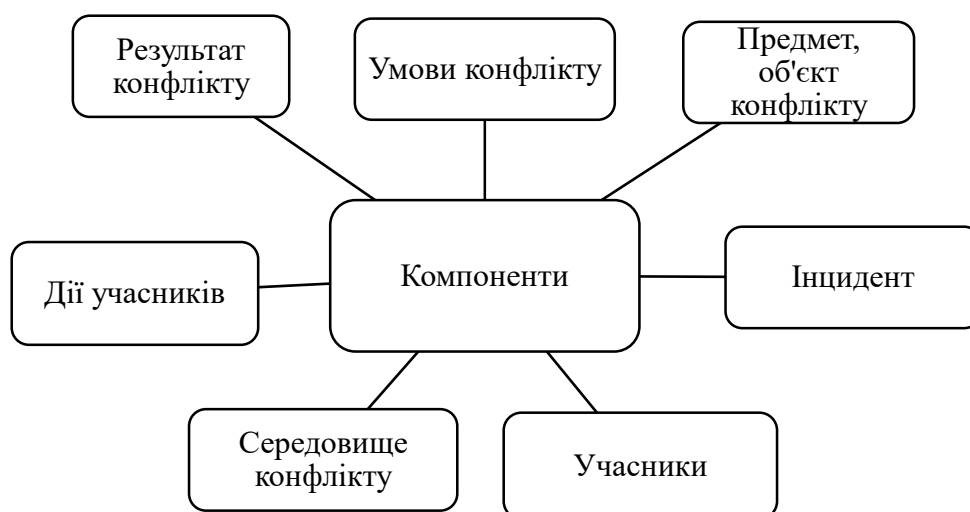 Результат
конфлікту
Умови конфлікту
Предмет,
об'єкт
конфлікту
Дії учасників
Компоненти
Інцидент
Середовище
конфлікту
Учасники